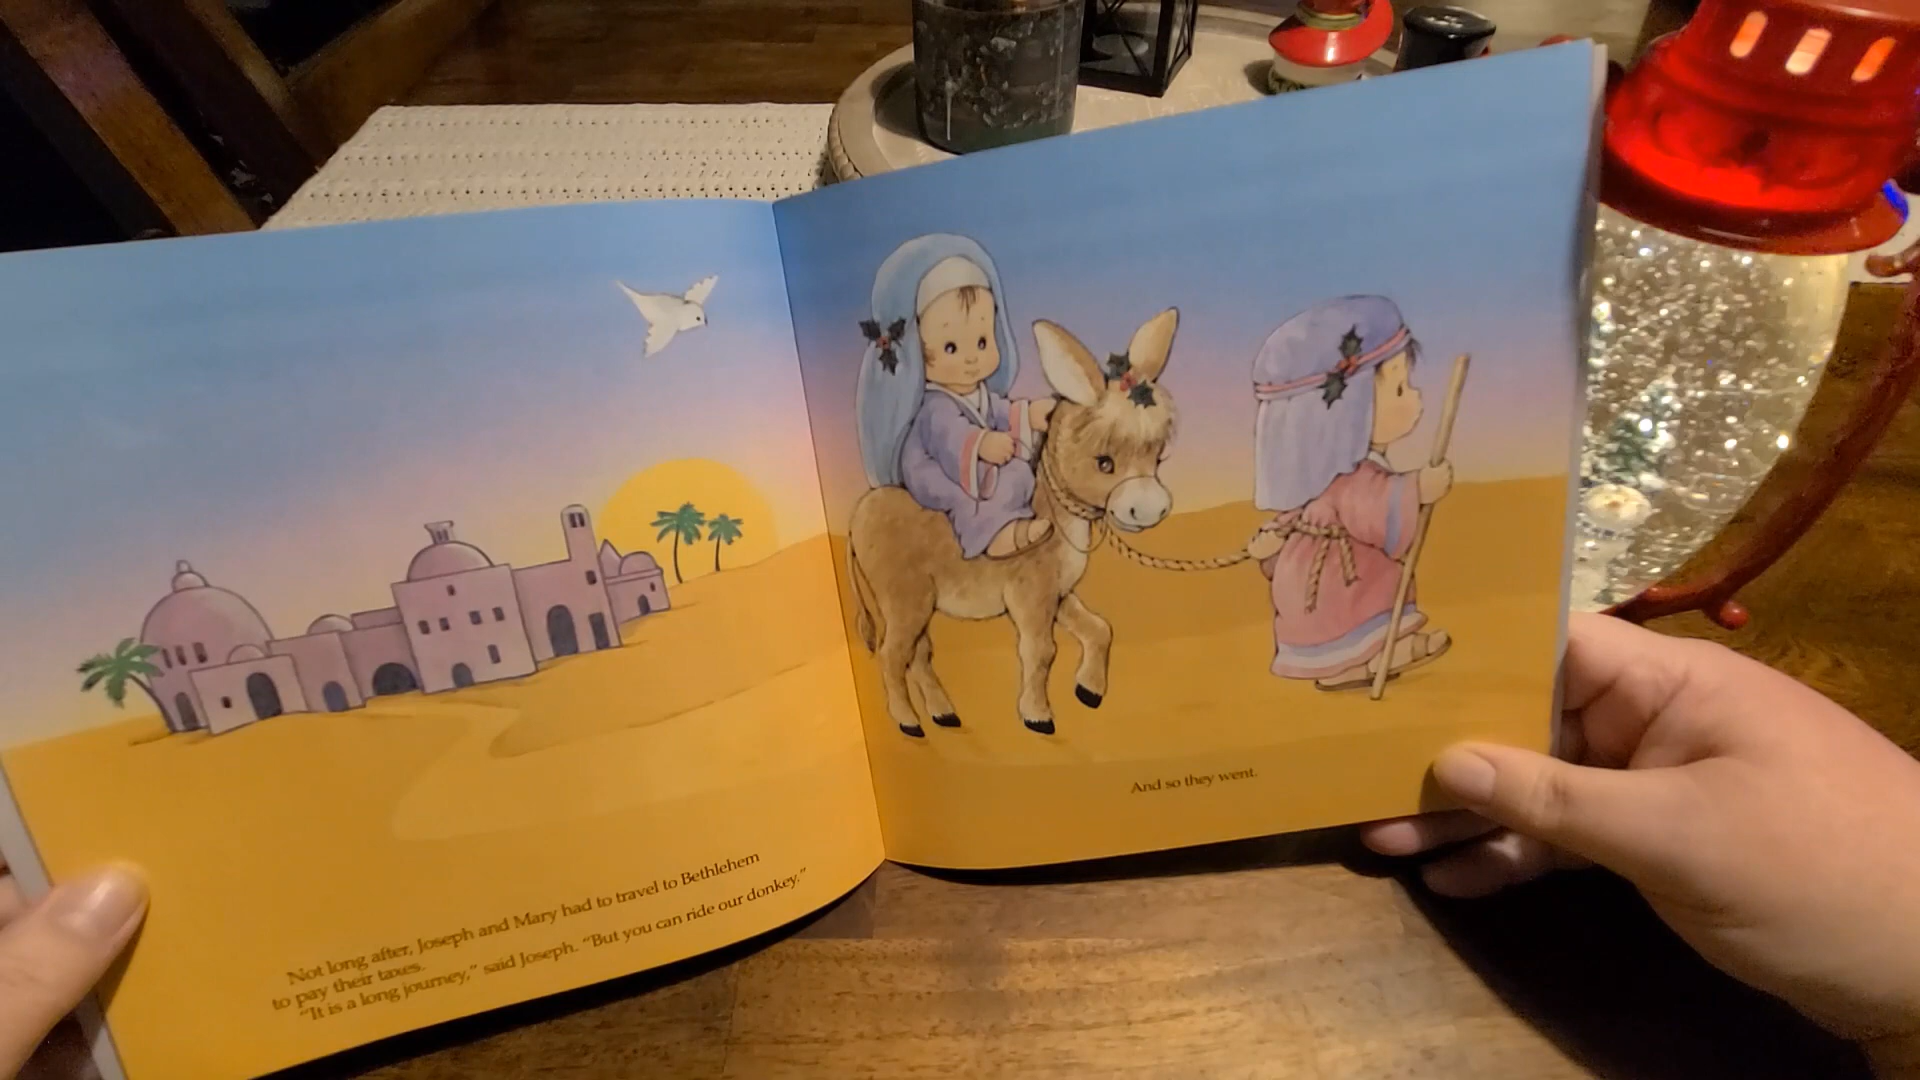 Not long after, Joseph and Mary had to travel to Bethlehem
to pay their taxes.
"It is a long journey," said Joseph. "But you can ride our donkey."
And so they went.